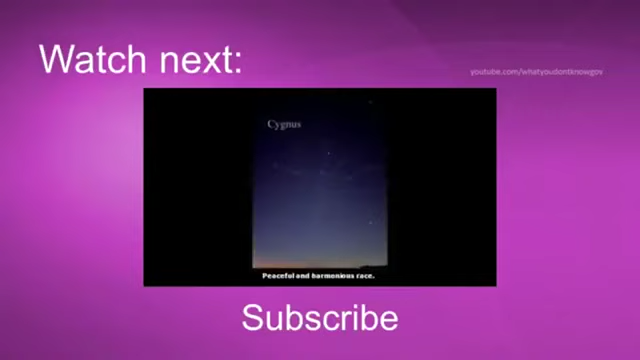 Watch next:
youtube.com/whatyoudontknowgov
Cygnus
Peaceful and harmonious race.
Subscribe